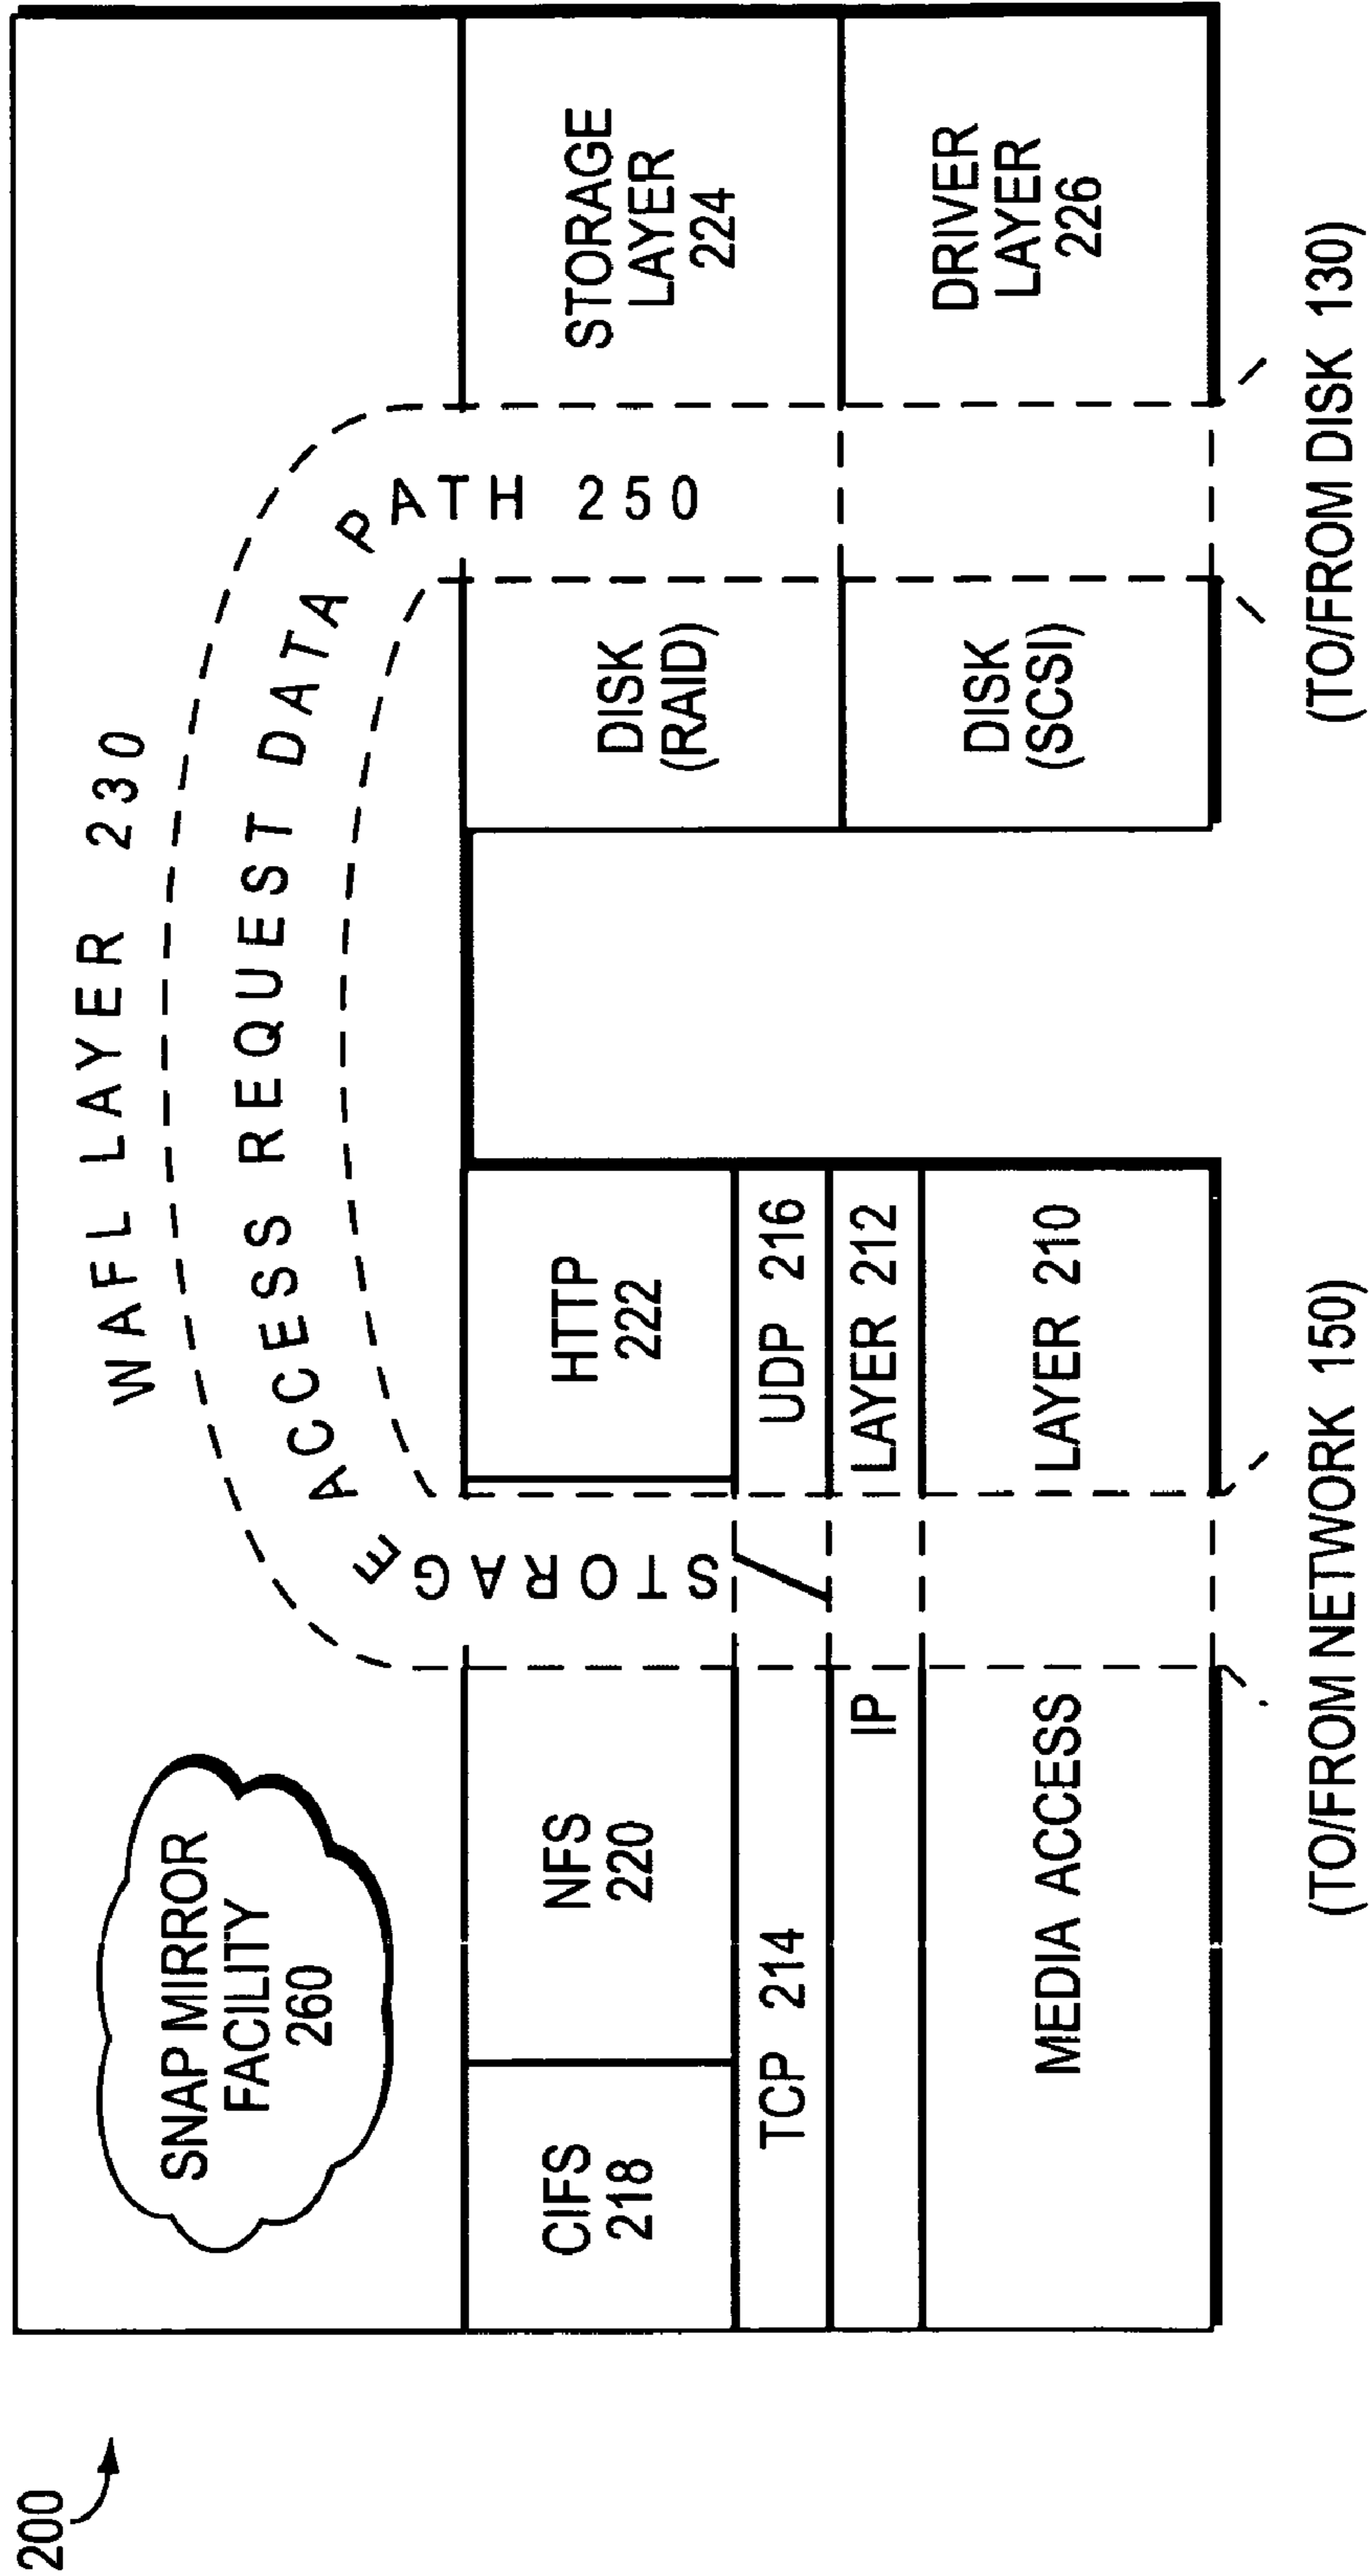 200
WAFL LAYER 230
STORAGE ACCESS REQUEST DATA PATH 250
SNAP MIRROR
FACILITY
260
CIFS
218
NFS
220
HTTP
222
DISK
(RAID)
STORAGE
LAYER
224
TCP 214
UDP 216
IP
LAYER 212
MEDIA ACCESS
LAYER 210
DISK
(SCSI)
DRIVER
LAYER
226
(TO/FROM NETWORK 150)
(TO/FROM DISK 130)